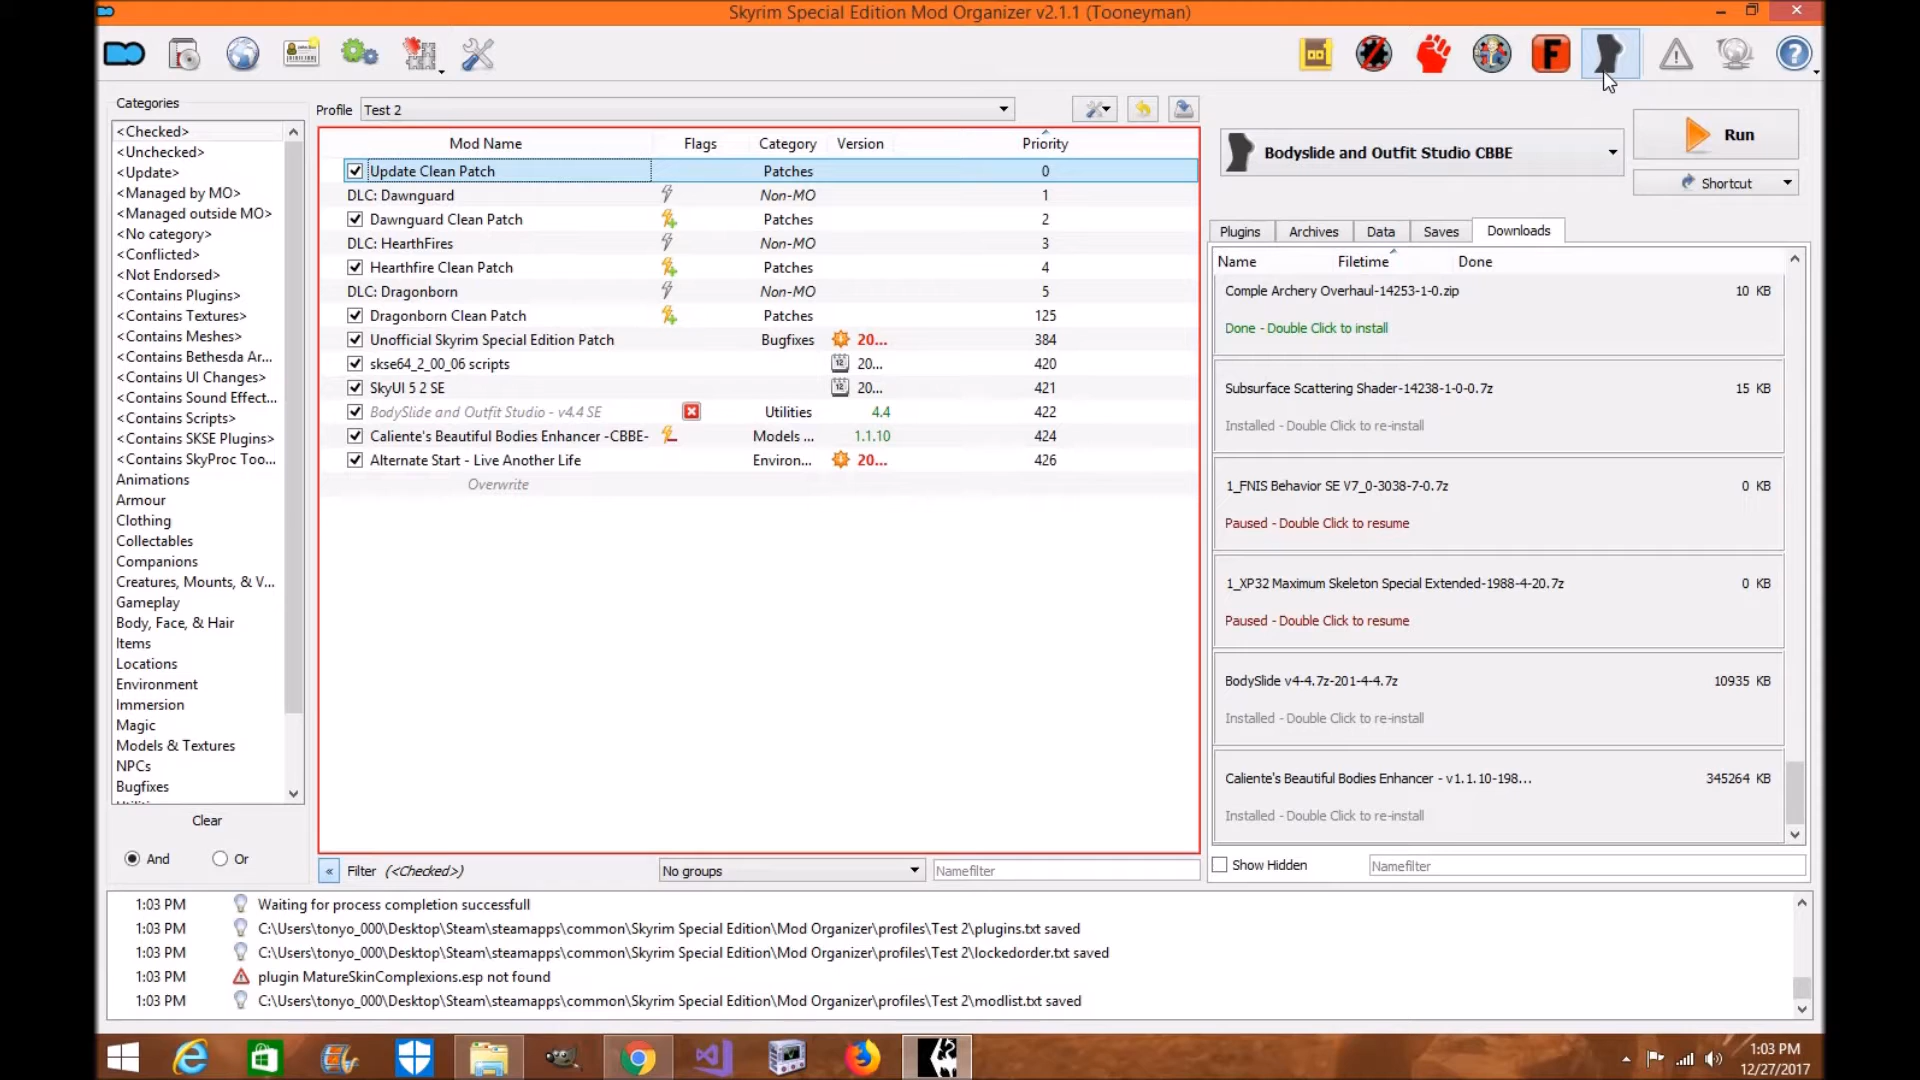 Skyrim Special Edition Mod Organizer v2.1.1 (Tooneyman)
Categories
<Checked>
<Unchecked>
<Update>
<Managed by MO>
<Managed outside MO>
<No category>
<Conflicted>
<Not Endorsed>
<Contains Plugins>
<Contains Textures>
<Contains Meshes>
<Contains Bethesda Ar...
<Contains UI Changes>
<Contains Sound Effect...
<Contains Scripts>
<Contains SKSE Plugins>
<Contains SkyProc Too...
Animations
Armour
Clothing
Collectables
Companions
Creatures, Mounts, & V...
Gameplay
Body, Face, & Hair
Items
Locations
Environment
Immersion
Magic
Models & Textures
NPCs
Bugfixes
Clear
And Or
Profile Test 2
Mod Name Flags Category Version Priority
Update Clean Patch Patches 0
DLC: Dawnguard Non-MO 1
Dawnguard Clean Patch Patches 2
DLC: HearthFires Non-MO 3
Hearthfire Clean Patch Patches 4
DLC: Dragonborn Non-MO 5
Dragonborn Clean Patch Patches 125
Unofficial Skyrim Special Edition Patch Bugfixes 20... 384
skse64_2_00_06 scripts 20... 420
SkyUI 5 2 SE 20... 421
BodySlide and Outfit Studio - v4.4 SE Utilities 4.4 422
Caliente's Beautiful Bodies Enhancer -CBBE- Models ... 1.1.10 424
Alternate Start - Live Another Life Environ... 20... 426
Overwrite
« Filter (<Checked>) No groups Namefilter
Bodyslide and Outfit Studio CBBE
Run
Shortcut
Plugins Archives Data Saves Downloads
Name Filetime Done
Comple Archery Overhaul-14253-1-0.zip 10 KB
Done - Double Click to install
Subsurface Scattering Shader-14238-1-0-0.7z 15 KB
Installed - Double Click to re-install
1_FNIS Behavior SE V7_0-3038-7-0.7z 0 KB
Paused - Double Click to resume
1_XP32 Maximum Skeleton Special Extended-1988-4-20.7z 0 KB
Paused - Double Click to resume
BodySlide v4-4.7z-201-4-4.7z 10935 KB
Installed - Double Click to re-install
Caliente's Beautiful Bodies Enhancer - v1.1.10-198... 345264 KB
Installed - Double Click to re-install
Show Hidden Namefilter
1:03 PM Waiting for process completion successfull
1:03 PM C:\Users\tonyo_000\Desktop\Steam\steamapps\common\Skyrim Special Edition\Mod Organizer\profiles\Test 2\plugins.txt saved
1:03 PM C:\Users\tonyo_000\Desktop\Steam\steamapps\common\Skyrim Special Edition\Mod Organizer\profiles\Test 2\lockedorder.txt saved
1:03 PM plugin MatureSkinComplexions.esp not found
1:03 PM C:\Users\tonyo_000\Desktop\Steam\steamapps\common\Skyrim Special Edition\Mod Organizer\profiles\Test 2\modlist.txt saved
1:03 PM
12/27/2017